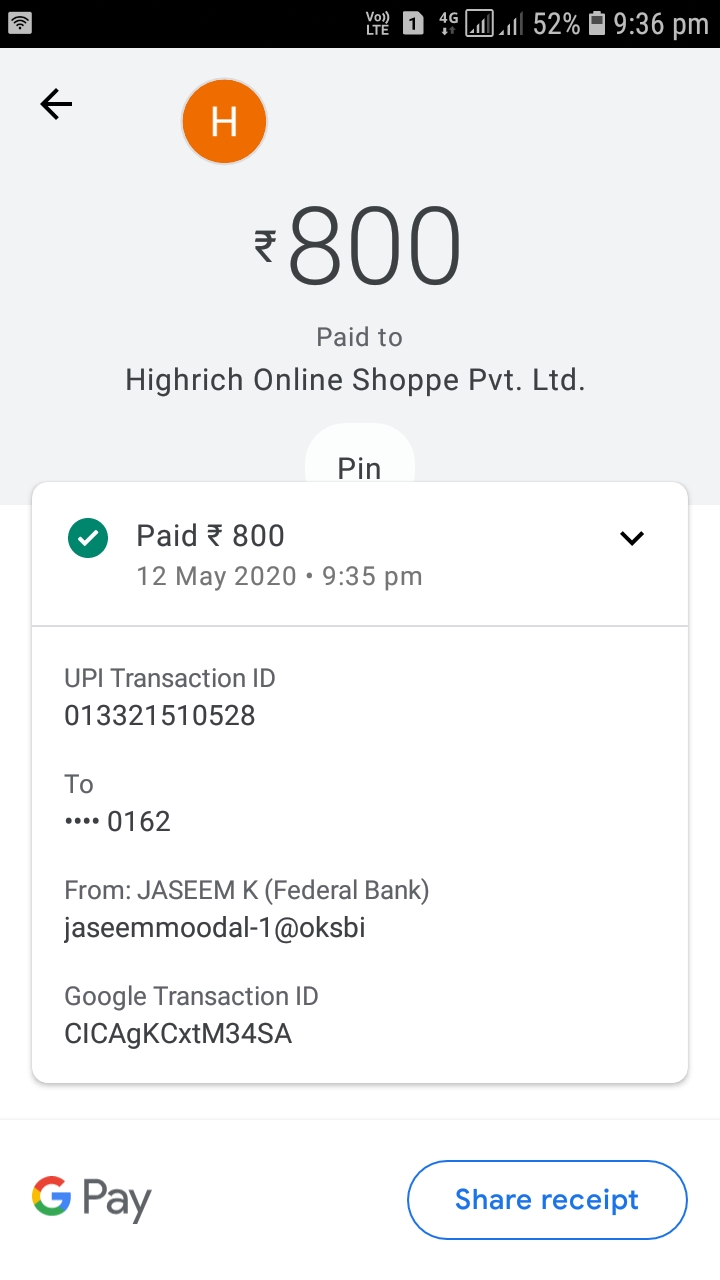 Vo)) LTE 1 4G 52% 9:36 pm
H
₹800
Paid to
Highrich Online Shoppe Pvt. Ltd.
Pin
Paid ₹ 800
12 May 2020 • 9:35 pm
UPI Transaction ID
013321510528
To
•••• 0162
From: JASEEM K (Federal Bank)
jaseemmoodal-1@oksbi
Google Transaction ID
CICAgKCxtM34SA
G Pay
Share receipt